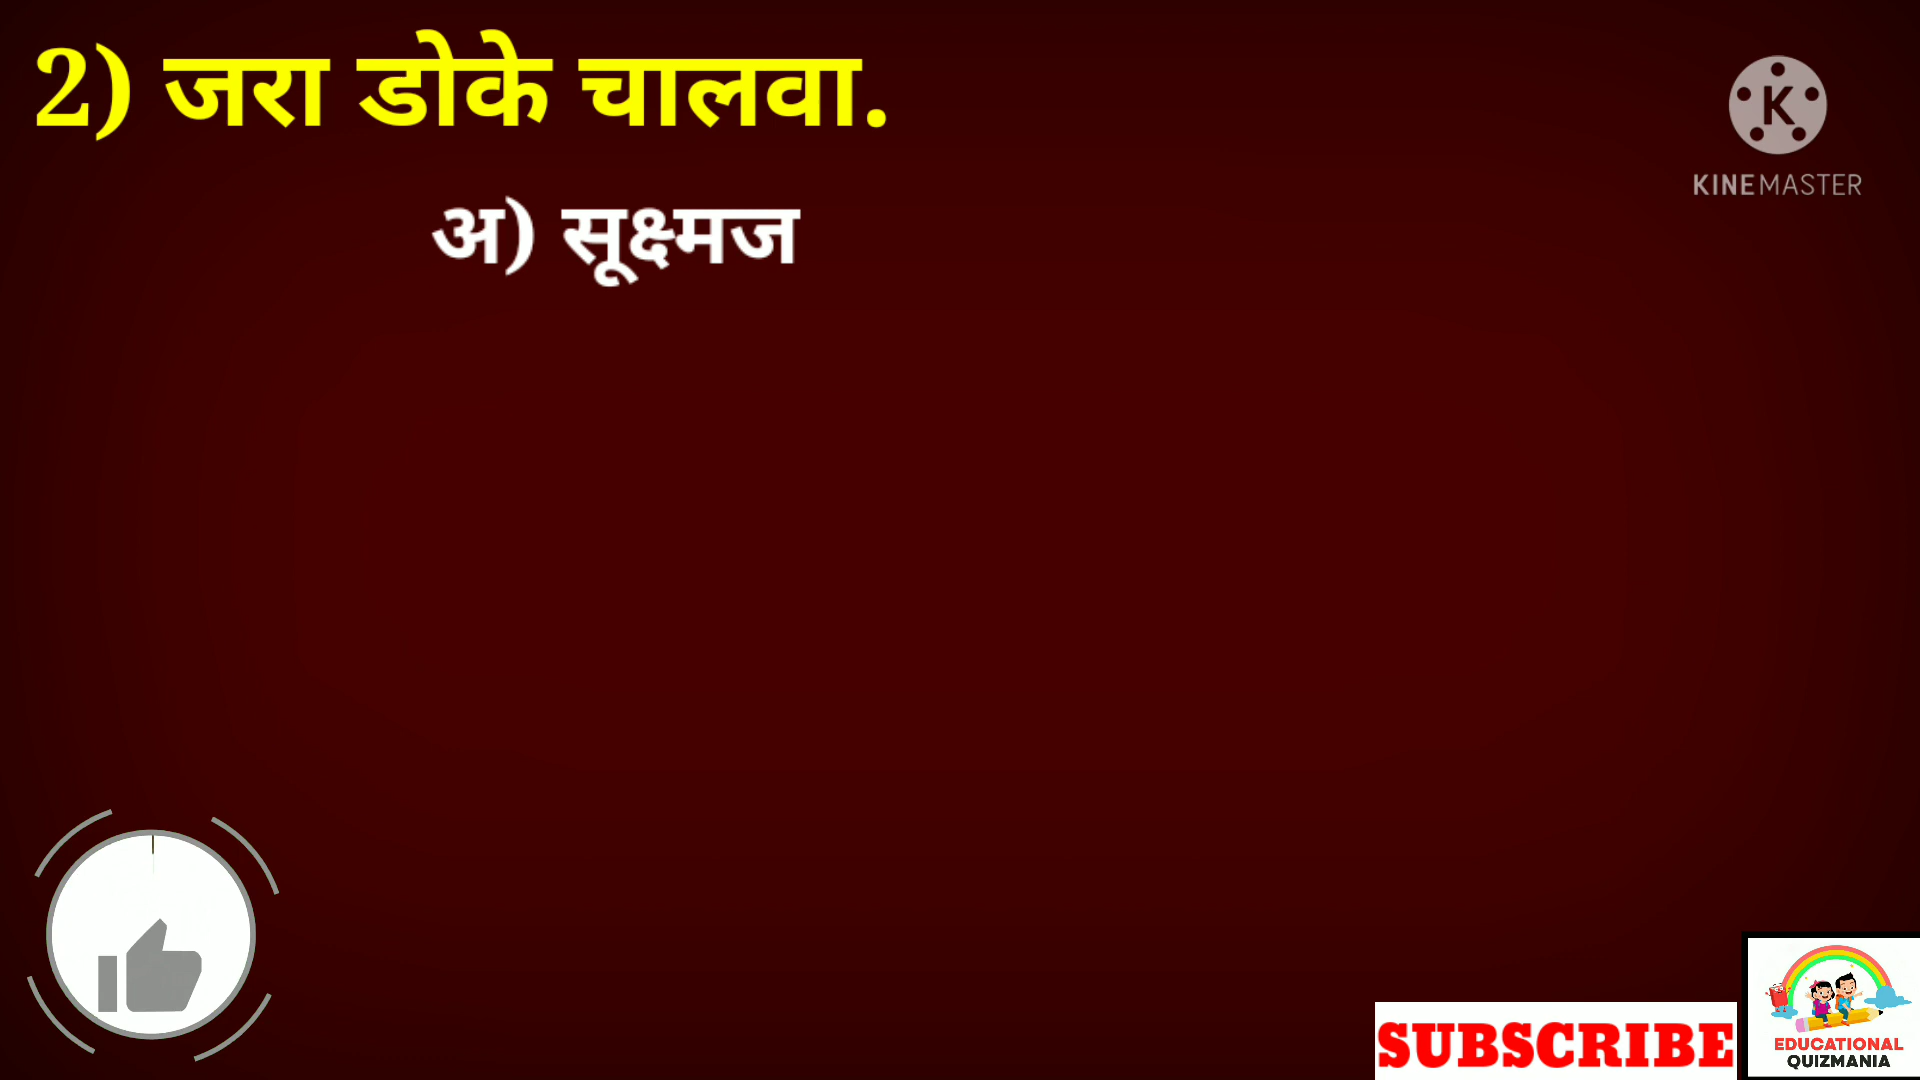 2) जरा डोके चालवा.
K
KINEMASTER
अ) सूक्ष्मज
SUBSCRIBE
EDUCATIONAL
QUIZMANIA